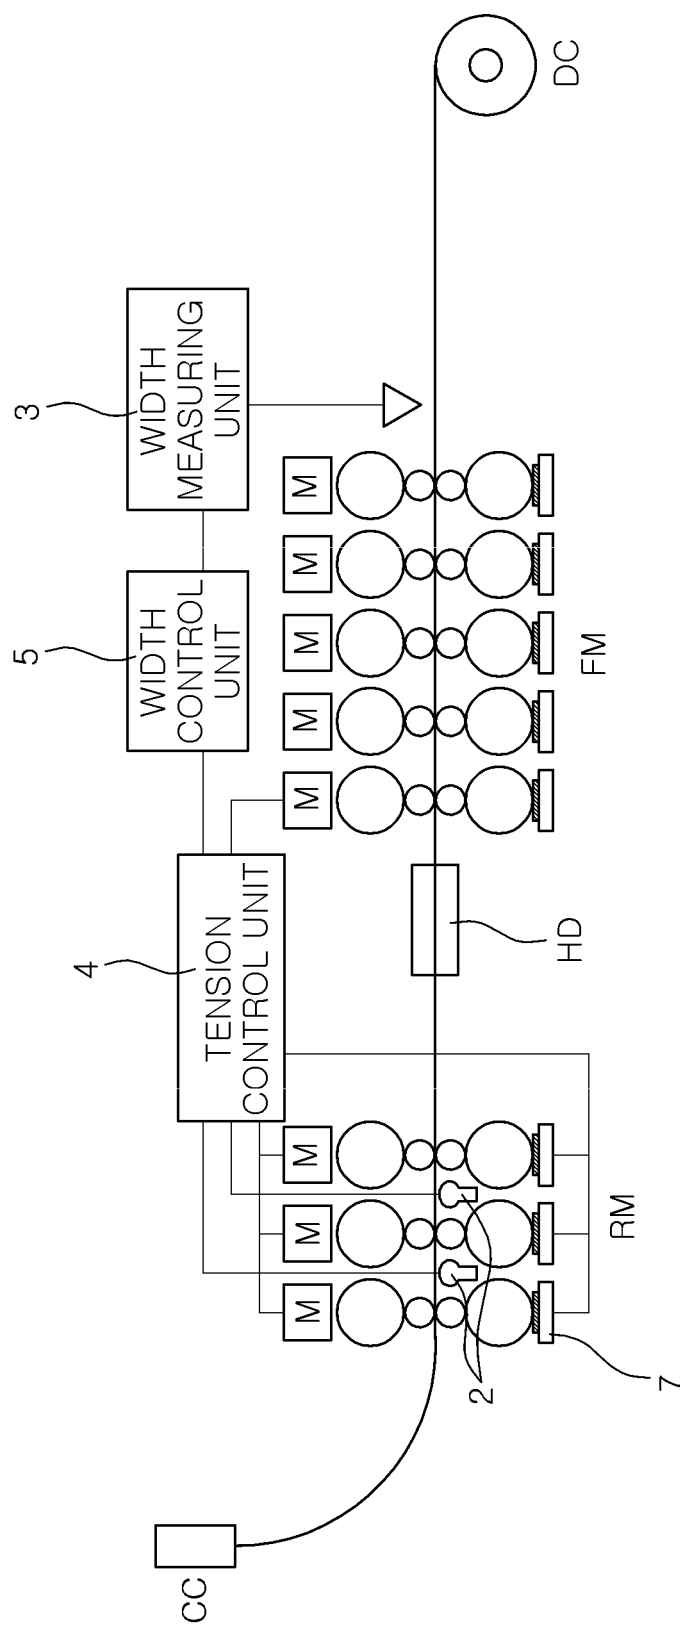 3
WIDTH
MEASURING
UNIT
5
WIDTH
CONTROL
UNIT
4
TENSION
CONTROL UNIT
M
M
M
M
M
M
M
M
CC
2
7
RM
HD
FM
DC